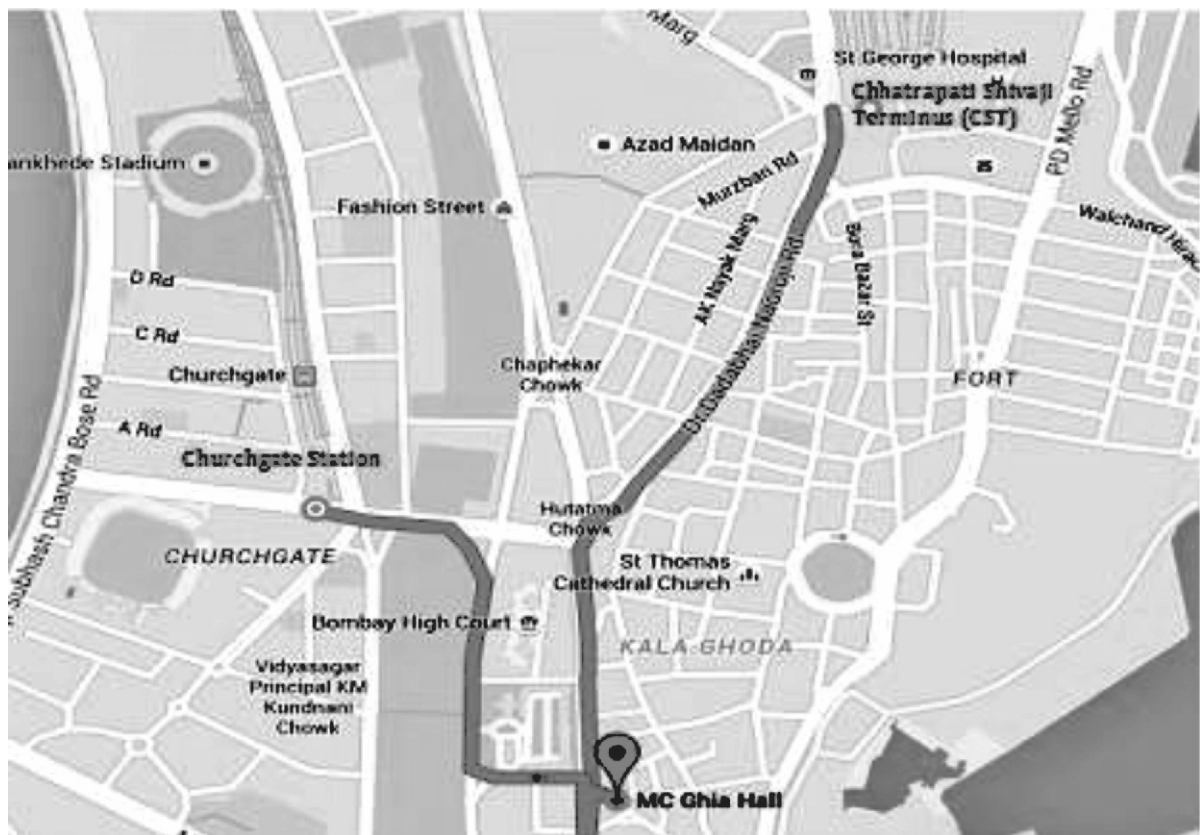 Marg
St George Hospital
Chhatrapati Shivaji
Terminus (CST)
PD Mello Rd
Azad Maidan
ankhede Stadium
Murzban Rd
Fashion Street
AK Nayak Marg
Bora Bazar St
Walchand Hirac
D Rd
Dr Dadabhai Naoroji Rd
C Rd
Chaphekar
Chowk
Churchgate
FORT
Subhash Chandra Bose Rd
A Rd
Churchgate Station
Hutatma
Chowk
CHURCHGATE
St Thomas
Cathedral Church
Bombay High Court
KALA GHODA
Vidyasagar
Principal KM
Kundnani
Chowk
MC Ghia Hall